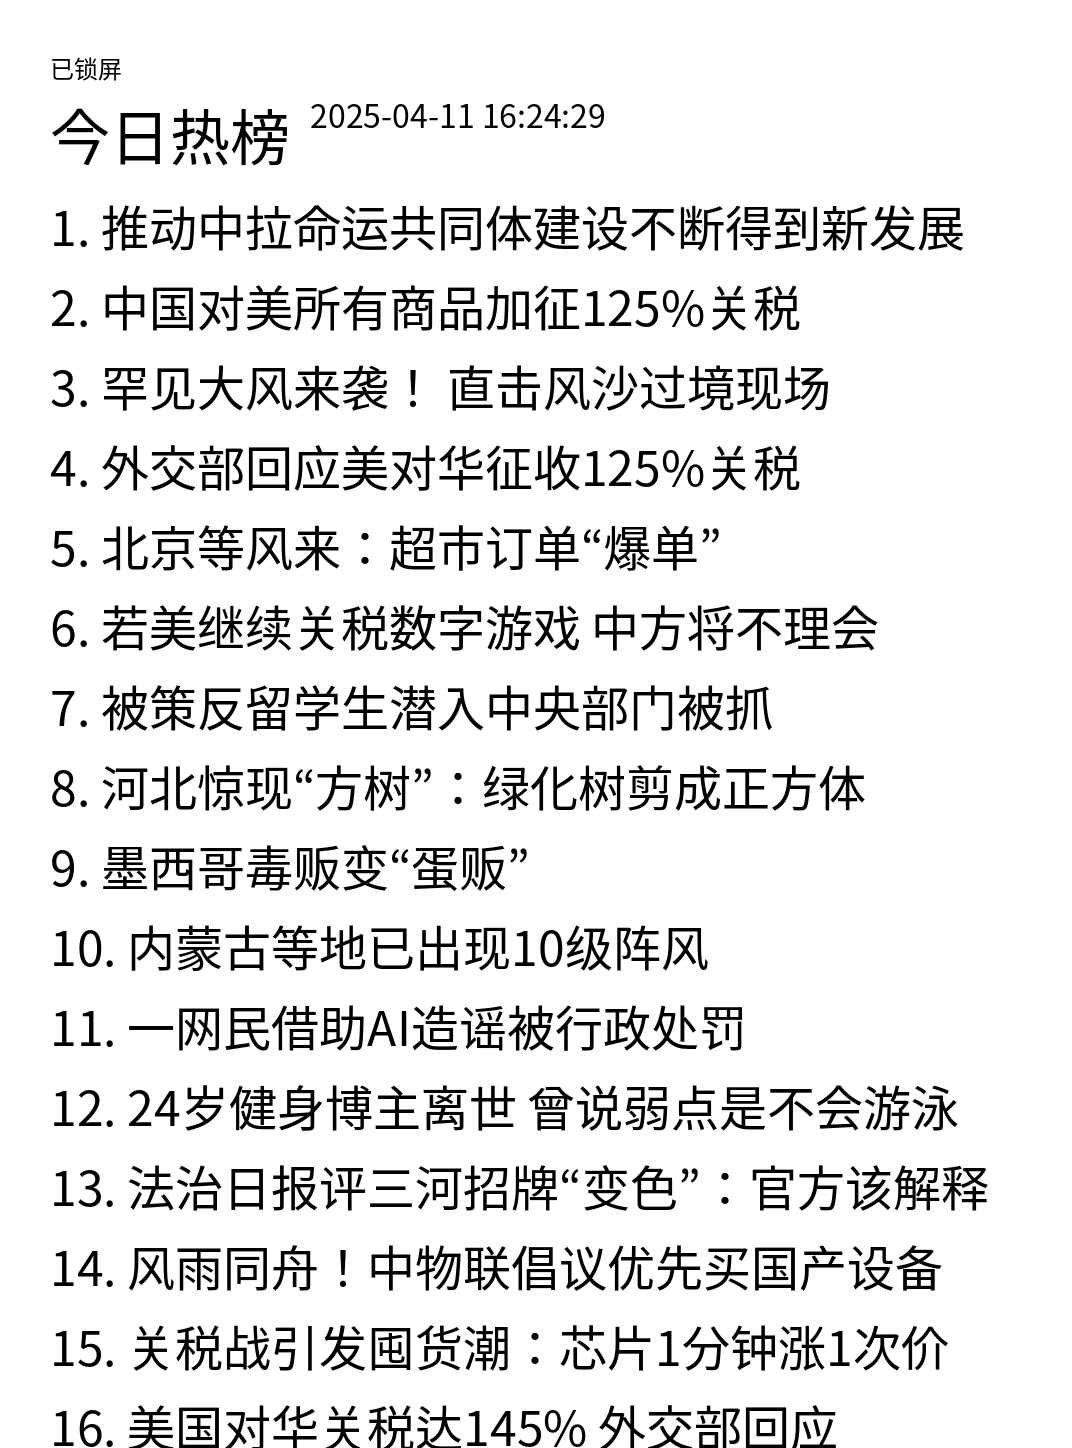 已锁屏
今日热榜 2025-04-11 16:24:29
1. 推动中拉命运共同体建设不断得到新发展
2. 中国对美所有商品加征125%关税
3. 罕见大风来袭！ 直击风沙过境现场
4. 外交部回应美对华征收125%关税
5. 北京等风来：超市订单“爆单”
6. 若美继续关税数字游戏 中方将不理会
7. 被策反留学生潜入中央部门被抓
8. 河北惊现“方树”：绿化树剪成正方体
9. 墨西哥毒贩变“蛋贩”
10. 内蒙古等地已出现10级阵风
11. 一网民借助AI造谣被行政处罚
12. 24岁健身博主离世 曾说弱点是不会游泳
13. 法治日报评三河招牌“变色”：官方该解释
14. 风雨同舟！中物联倡议优先买国产设备
15. 关税战引发囤货潮：芯片1分钟涨1次价
16. 美国对华关税达145% 外交部回应